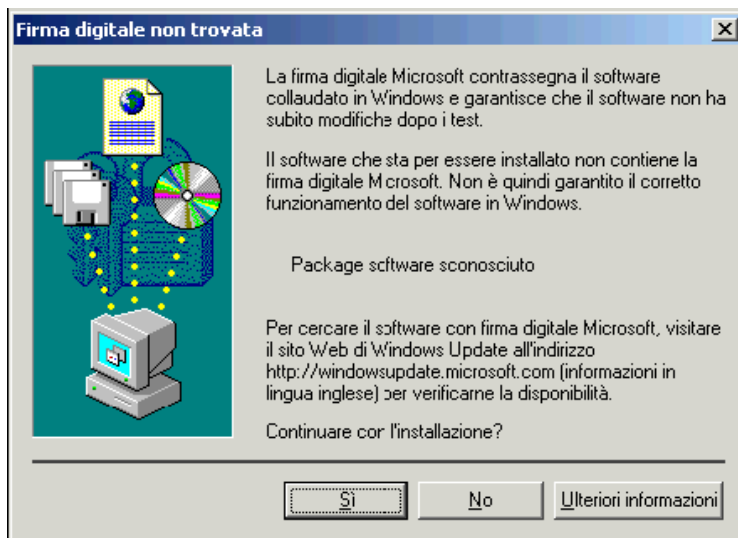 Firma digitale non trovata
La firma digitale Microsoft contrassegna il software
collaudato in Windows e garantisce che il software non ha
subito modifiche dopo i test.
Il software che sta per essere installato non contiene la
firma digitale Microsoft. Non è quindi garantito il corretto
funzionamento del software in Windows.
Package software sconosciuto
Per cercare il software con firma digitale Microsoft, visitare
il sito Web di Windows Update all'indirizzo
http://windowsupdate.microsoft.com (informazioni in
lingua inglese) per verificarne la disponibilità.
Continuare con l'installazione?
Sì
No
Ulteriori informazioni